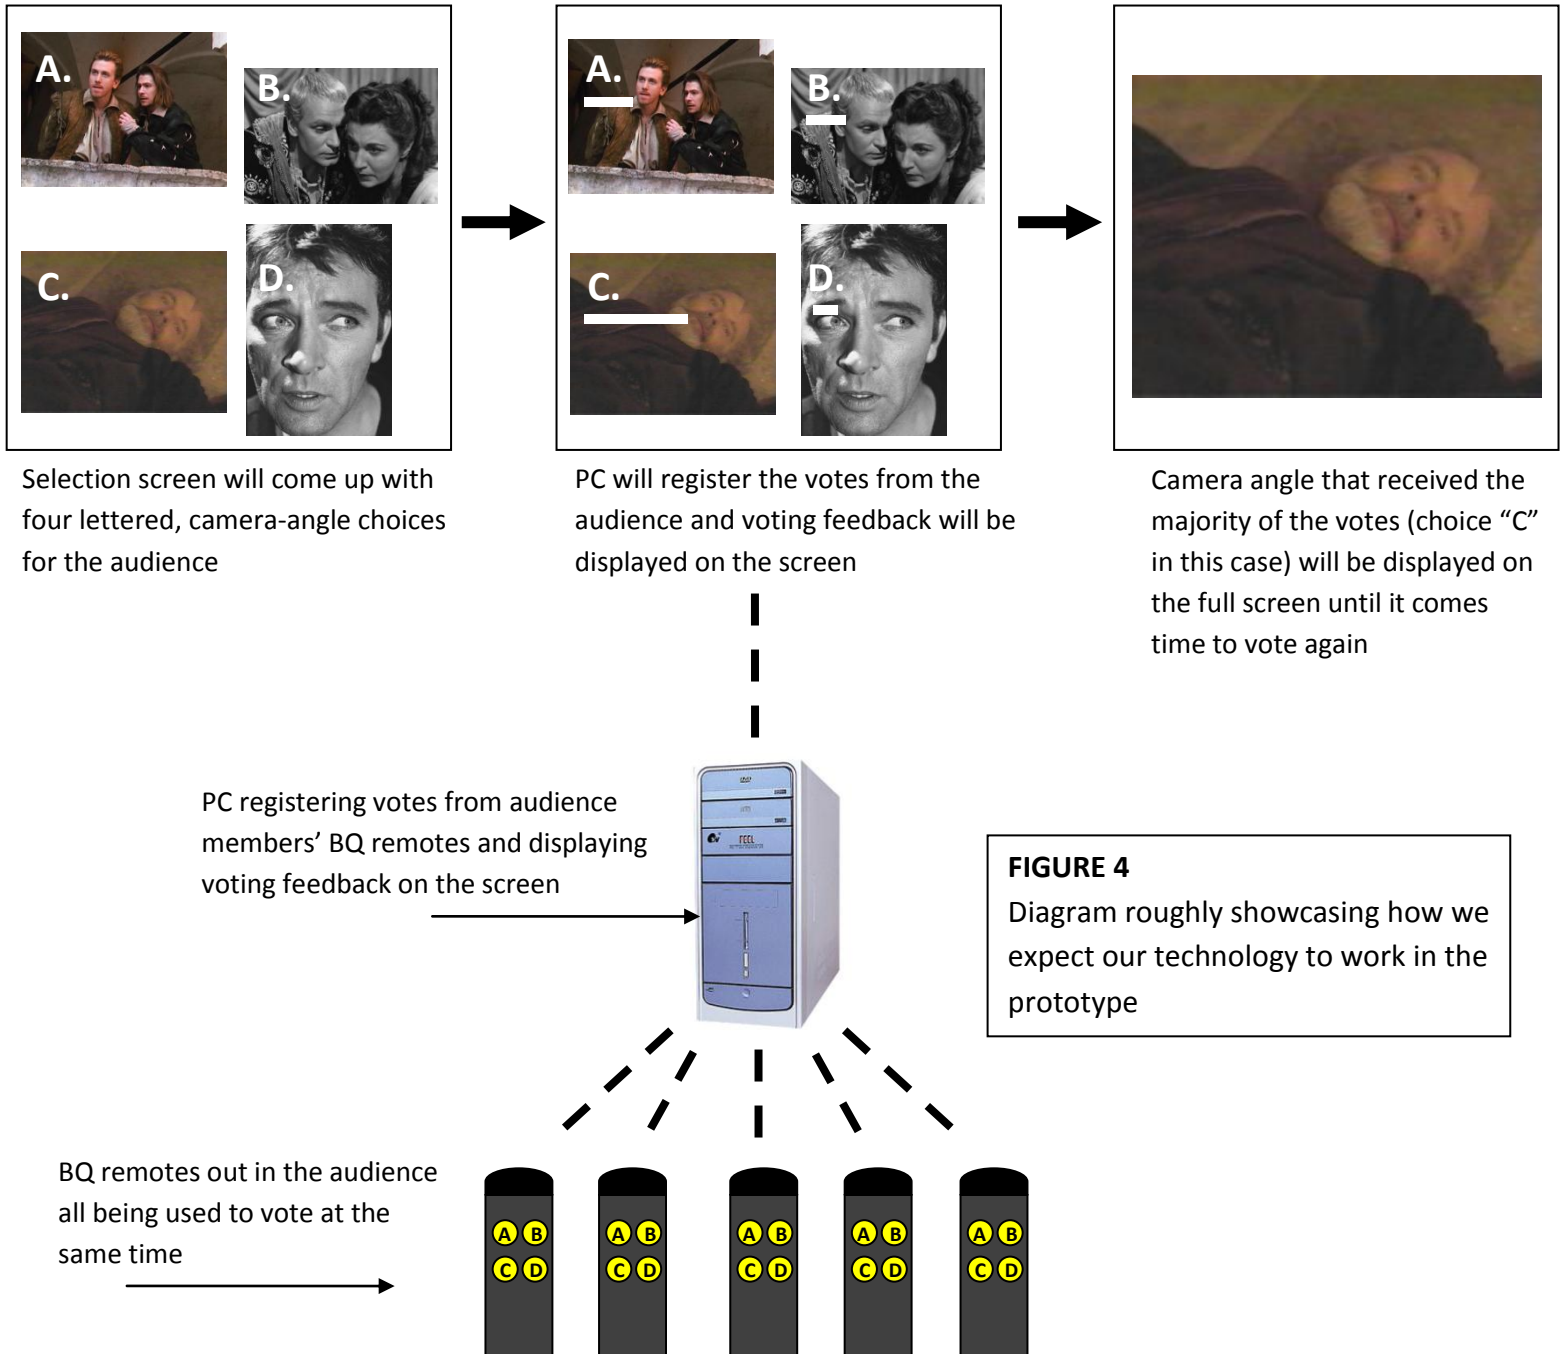 A.
B.
C.
D.
A.
B.
C.
D.
Selection screen will come up with
four lettered, camera-angle choices
for the audience
PC will register the votes from the
audience and voting feedback will be
displayed on the screen
Camera angle that received the
majority of the votes (choice “C”
in this case) will be displayed on
the full screen until it comes
time to vote again
PC registering votes from audience
members’ BQ remotes and displaying
voting feedback on the screen
FIGURE 4
Diagram roughly showcasing how we
expect our technology to work in the
prototype
BQ remotes out in the audience
all being used to vote at the
same time
A B
C D
A B
C D
A B
C D
A B
C D
A B
C D